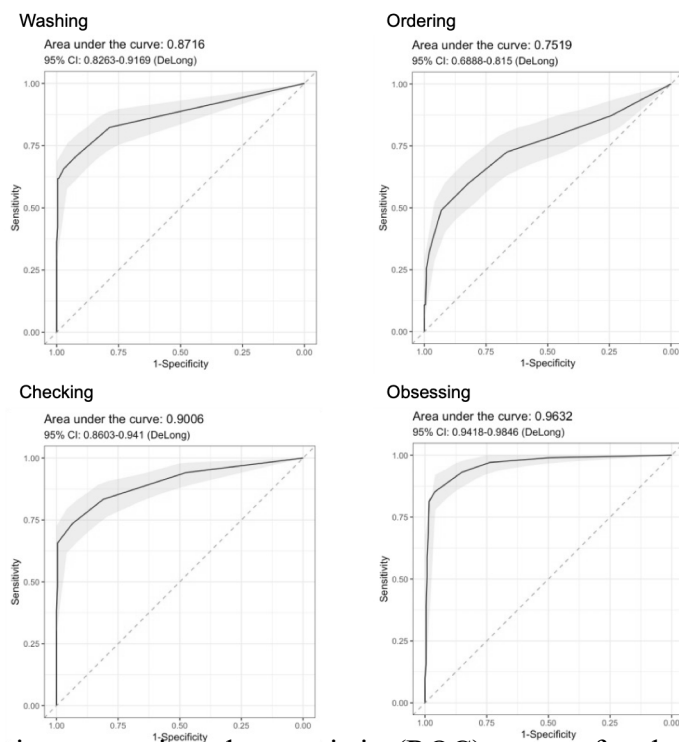 Washing
Area under the curve: 0.8716
95% CI: 0.8263-0.9169 (DeLong)
1.00
0.75
0.50
0.25
0.00
Sensitivity
1.00 0.75 0.50 0.25 0.00
1-Specificity
Ordering
Area under the curve: 0.7519
95% CI: 0.6888-0.815 (DeLong)
1.00
0.75
0.50
0.25
0.00
Sensitivity
1.00 0.75 0.50 0.25 0.00
1-Specificity
Checking
Area under the curve: 0.9006
95% CI: 0.8603-0.941 (DeLong)
1.00
0.75
0.50
0.25
0.00
Sensitivity
1.00 0.75 0.50 0.25 0.00
1-Specificity
Obsessing
Area under the curve: 0.9632
95% CI: 0.9418-0.9846 (DeLong)
1.00
0.75
0.50
0.25
0.00
Sensitivity
1.00 0.75 0.50 0.25 0.00
1-Specificity
(ROC)